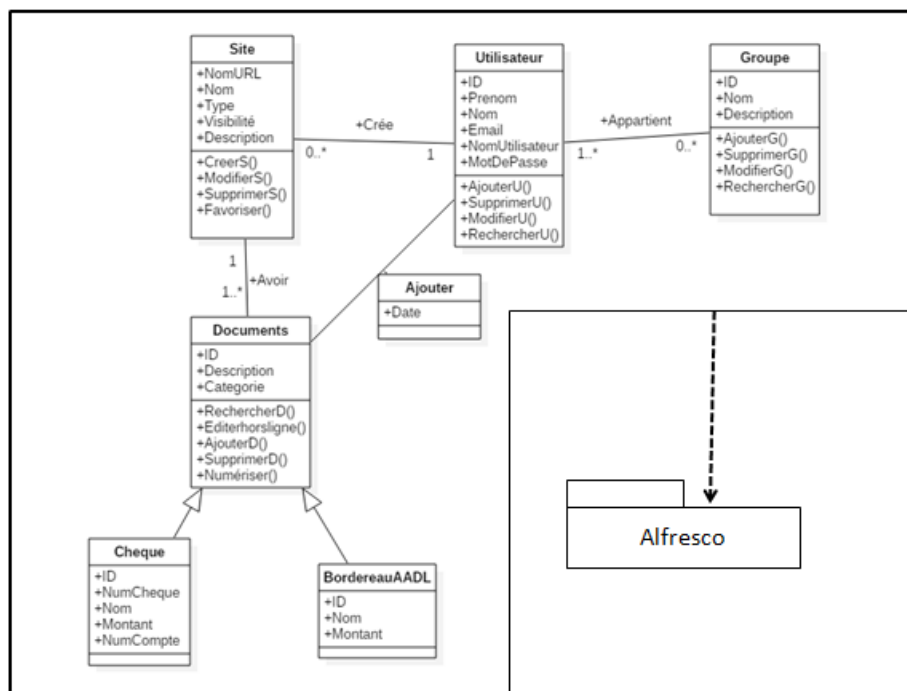 Site
+NomURL
+Nom
+Type
+Visibilité
+Description
+CreerS()
+ModifierS()
+SupprimerS()
+Favoriser()
+Crée
0..*
1
Utilisateur
+ID
+Prenom
+Nom
+Email
+NomUtilisateur
+MotDePasse
+AjouterU()
+SupprimerU()
+ModifierU()
+RechercherU()
+Appartient
1..*
0..*
Groupe
+ID
+Nom
+Description
+AjouterG()
+SupprimerG()
+ModifierG()
+RechercherG()
1
+Avoir
1..*
Ajouter
+Date
Documents
+ID
+Description
+Categorie
+RechercherD()
+Editerhorsligne()
+AjouterD()
+SupprimerD()
+Numériser()
Cheque
+ID
+NumCheque
+Nom
+Montant
+NumCompte
BordereauAADL
+ID
+Nom
+Montant
Alfresco